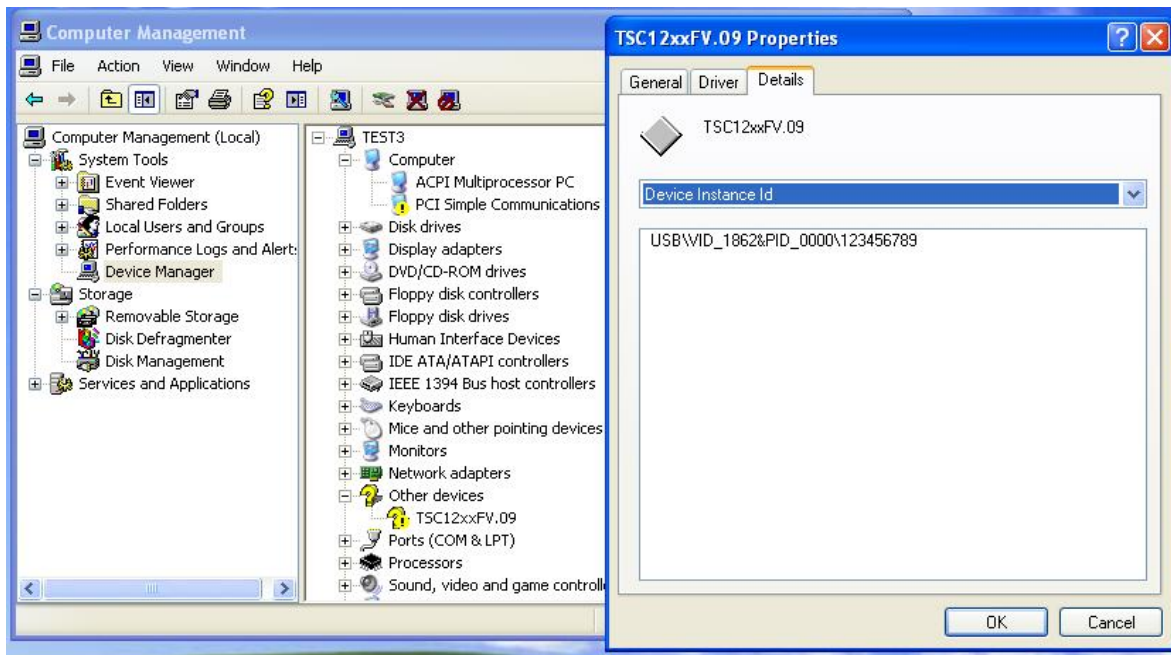 Computer Management
File Action View Window Help
Computer Management (Local)
System Tools
Event Viewer
Shared Folders
Local Users and Groups
Performance Logs and Alert
Device Manager
Storage
Removable Storage
Disk Defragmenter
Disk Management
Services and Applications
TEST3
Computer
ACPI Multiprocessor PC
PCI Simple Communications
Disk drives
Display adapters
DVD/CD-ROM drives
Floppy disk controllers
Floppy disk drives
Human Interface Devices
IDE ATA/ATAPI controllers
IEEE 1394 Bus host controllers
Keyboards
Mice and other pointing devices
Monitors
Network adapters
Other devices
TSC12xxFV.09
Ports (COM & LPT)
Processors
Sound, video and game controll
TSC12xxFV.09 Properties
General Driver Details
TSC12xxFV.09
Device Instance Id
USB\VID_1862&PID_0000\123456789
OK Cancel